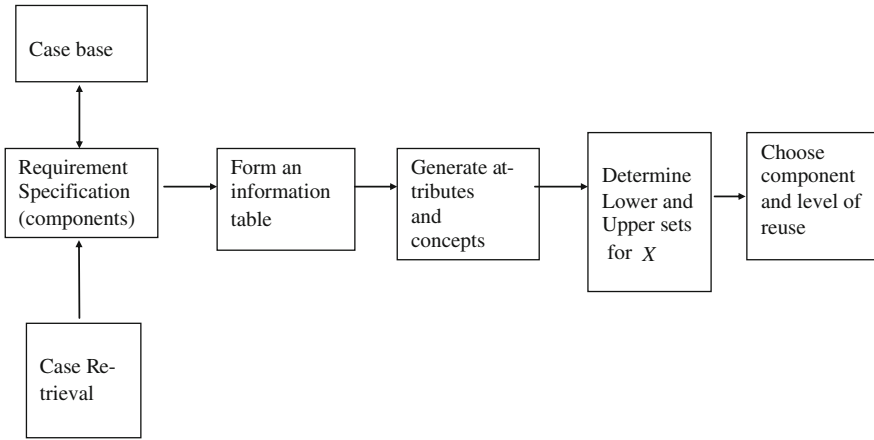 Case base
Requirement
Specification
(components)
Form an
information
table
Generate at-
tributes
and
concepts
Determine
Lower and
Upper sets
for X
Choose
component
and level of
reuse
Case Re-
trieval